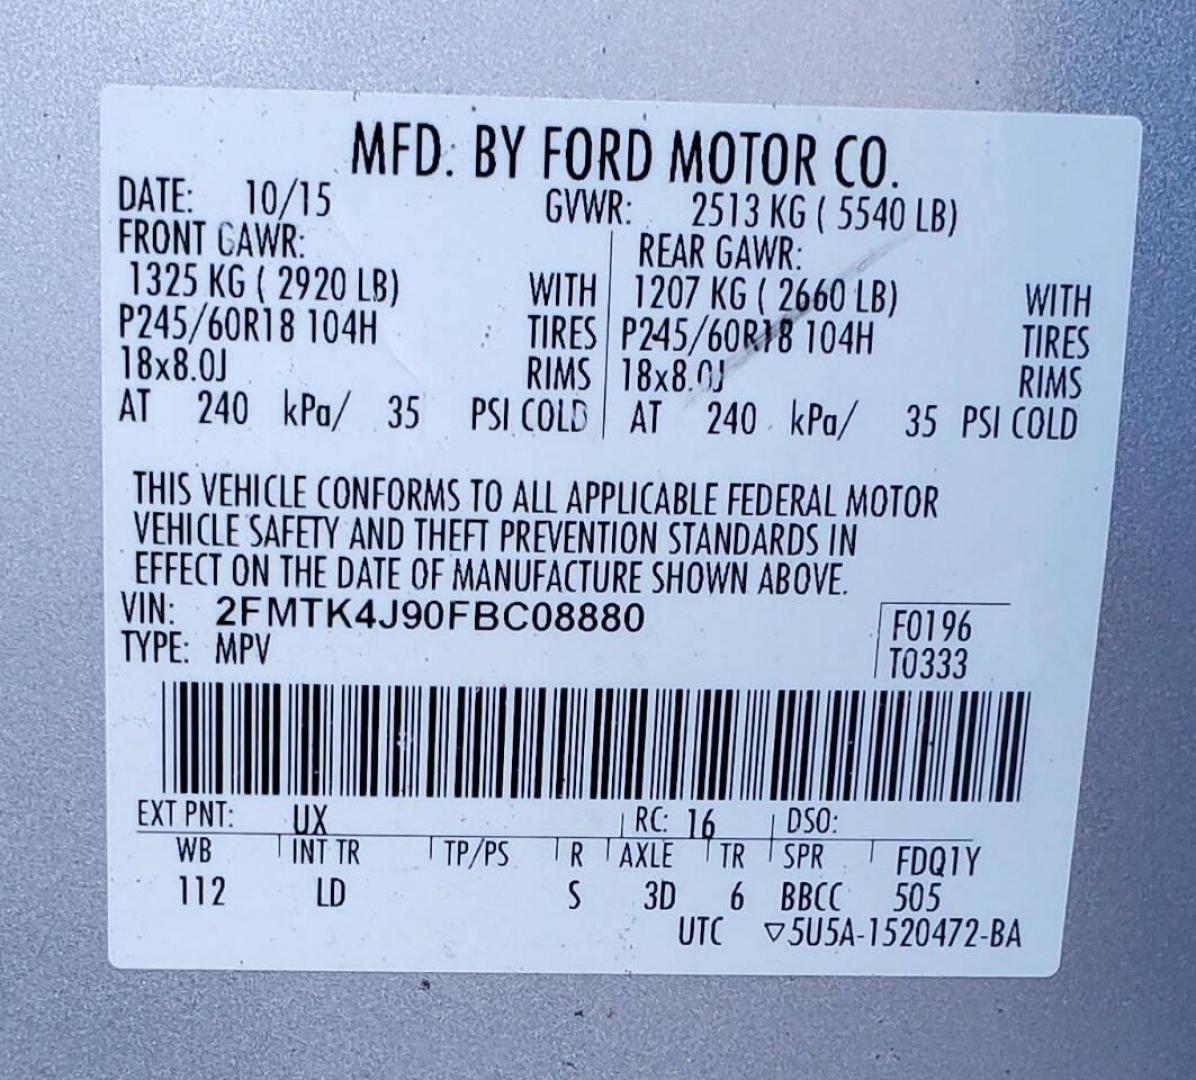 MFD. BY FORD MOTOR CO.
DATE: 10/15 GVWR: 2513 KG ( 5540 LB)
FRONT GAWR: REAR GAWR:
1325 KG ( 2920 LB) WITH 1207 KG ( 2660 LB) WITH
P245/60R18 104H TIRES P245/60R18 104H TIRES
18x8.0J RIMS 18x8.0J RIMS
AT 240 kPa/ 35 PSI COLD AT 240 kPa/ 35 PSI COLD
THIS VEHICLE CONFORMS TO ALL APPLICABLE FEDERAL MOTOR
VEHICLE SAFETY AND THEFT PREVENTION STANDARDS IN
EFFECT ON THE DATE OF MANUFACTURE SHOWN ABOVE.
VIN: 2FMTK4J90FBC08880 F0196
TYPE: MPV T0333
EXT PNT: UX RC: 16 DSO:
WB INT TR TP/PS R AXLE TR SPR FDQ1Y
112 LD S 3D 6 BBCC 505
UTC ▽5U5A-1520472-BA